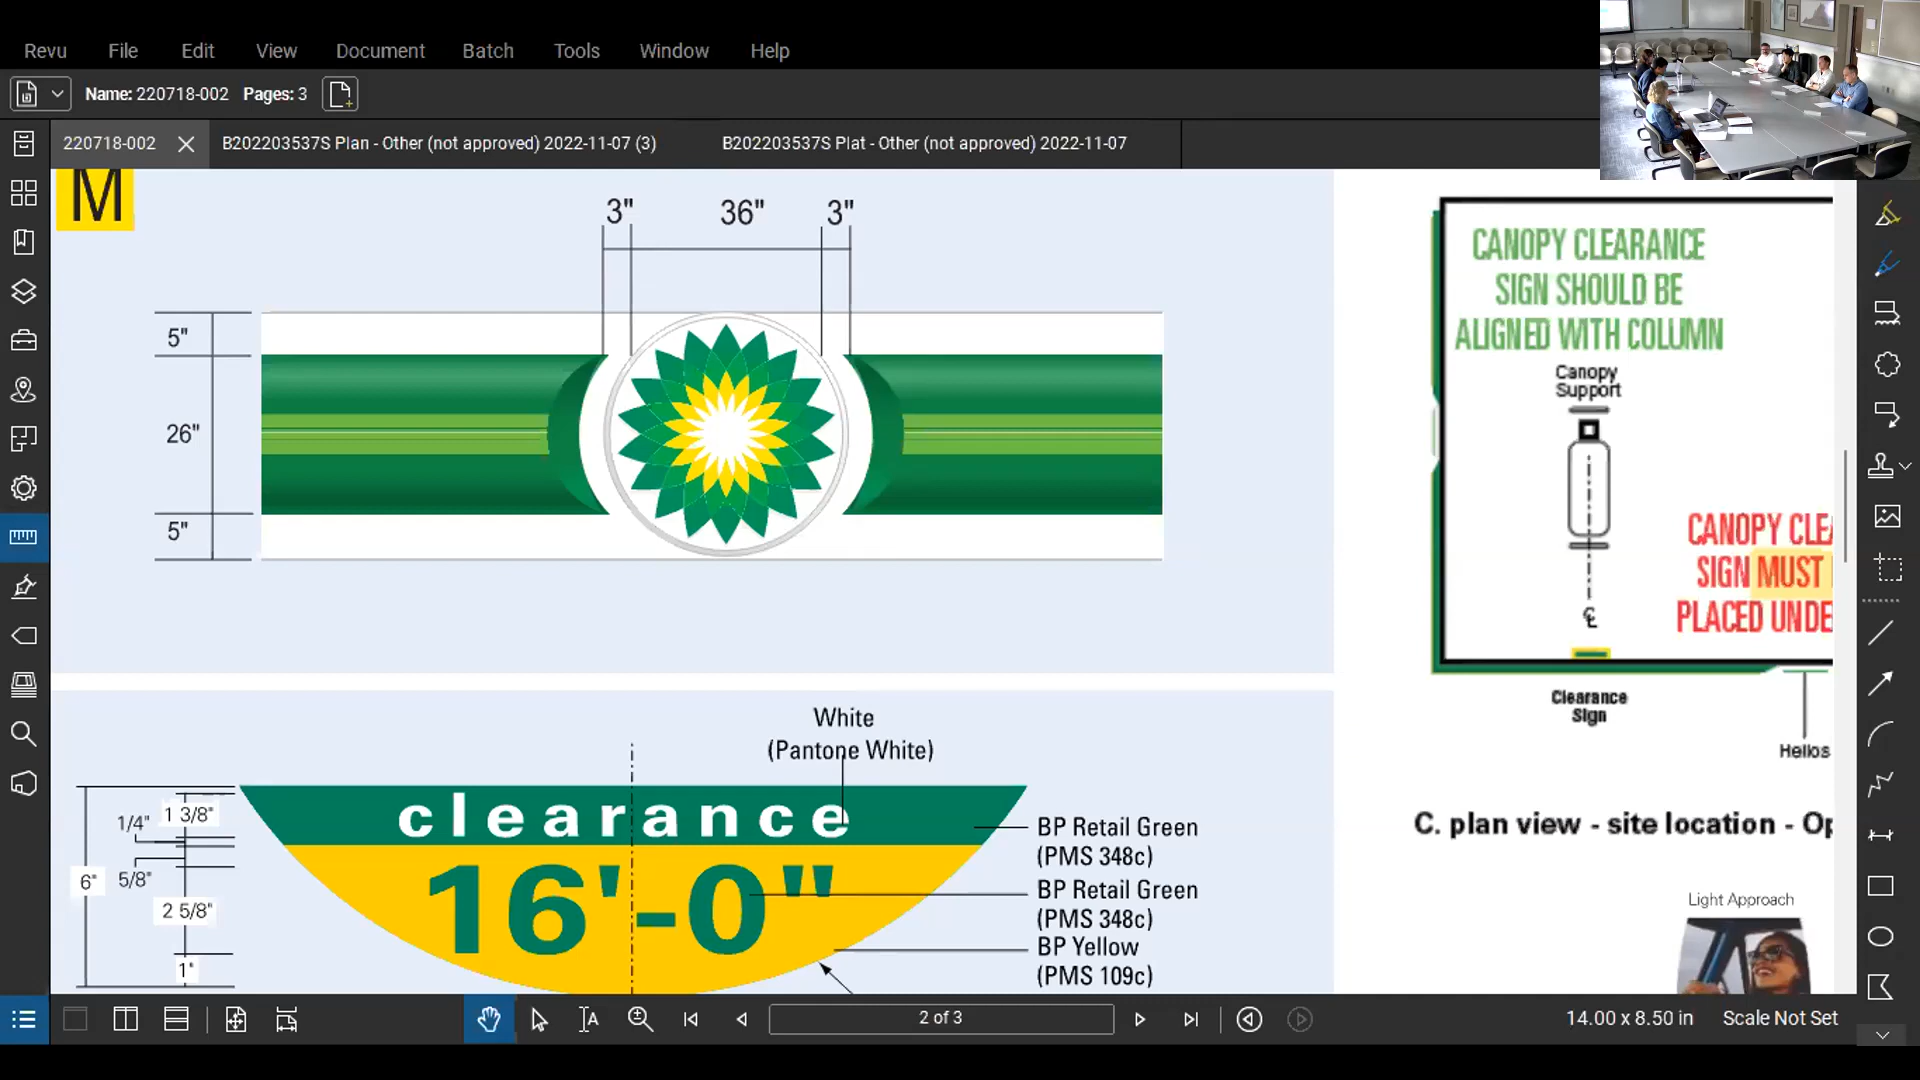 Revu File Edit View Document Batch Tools Window Help
Name: 220718-002 Pages: 3
220718-002
B202203537S Plan - Other (not approved) 2022-11-07 (3)
B202203537S Plat - Other (not approved) 2022-11-07
M
3" 36" 3"
5"
26"
5"
CANOPY CLEARANCE
SIGN SHOULD BE
ALIGNED WITH COLUMN
Canopy
Support
CANOPY CLEA
SIGN MUST
PLACED UNDE
Clearance
Sign
Helios
C. plan view - site location - Op
Light Approach
White
(Pantone White)
clearance
16'-0"
1 3/8"
1/4"
6"
5/8"
2 5/8"
1"
BP Retail Green
(PMS 348c)
BP Retail Green
(PMS 348c)
BP Yellow
(PMS 109c)
2 of 3
14.00 x 8.50 in
Scale Not Set